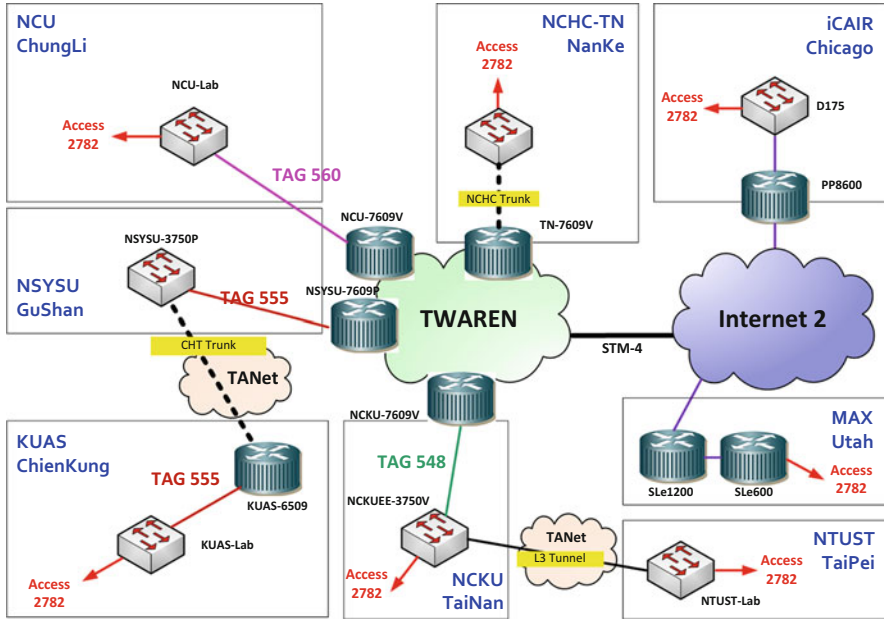 NCU
ChungLi
NCU-Lab
Access
2782
TAG 560
NCU-7609V
NCHC-TN
NanKe
Access
2782
NCHC Trunk
TN-7609V
iCAIR
Chicago
Access
2782
D175
PP8600
NSYSU-3750P
NSYSU
GuShan
TAG 555
NSYSU-7609P
CHT Trunk
TANet
TWAREN
STM-4
Internet 2
NCKU-7609V
KUAS
ChienKung
TAG 555
KUAS-6509
KUAS-Lab
Access
2782
TAG 548
NCKUEE-3750V
Access
2782
NCKU
TaiNan
TANet
L3 Tunnel
MAX
Utah
SLe1200
SLe600
Access
2782
NTUST
TaiPei
Access
2782
NTUST-Lab